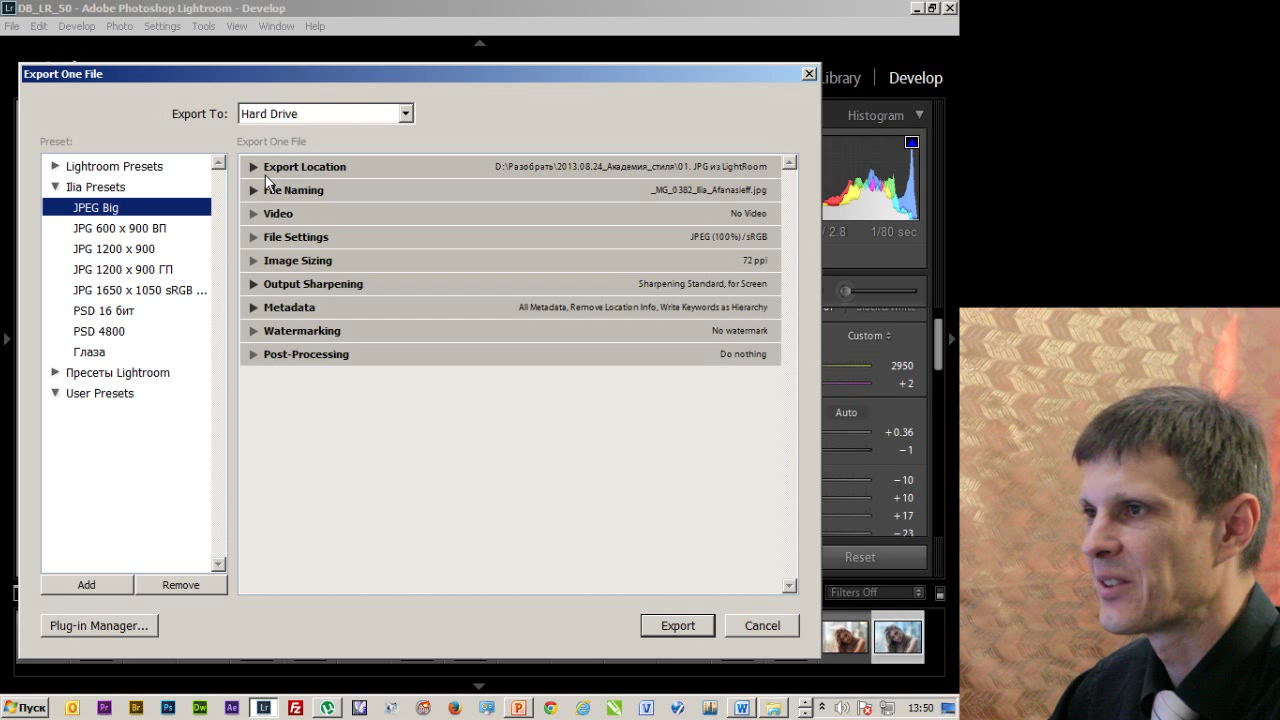 DB_LR_50 - Adobe Photoshop Lightroom - Develop
File Edit Develop Photo Settings Tools View Window Help
Export One File
Library | Develop
Export To: Hard Drive
Histogram
Preset:
Export One File
Lightroom Presets
Ilia Presets
JPEG Big
JPG 600 x 900 ВП
JPG 1200 x 900
JPG 1200 x 900 ГП
JPG 1650 x 1050 sRGB ...
PSD 16 бит
PSD 4800
Глаза
Пресеты Lightroom
User Presets
Export Location D:\Разобрать\2013.08.24_Академия_стиля\01. JPG из LightRoom
File Naming _MG_0382_Ilia_Afanasieff.jpg
Video No Video
File Settings JPEG (100%) /sRGB
Image Sizing 72 ppi
Output Sharpening Sharpening Standard, for Screen
Metadata All Metadata, Remove Location Info, Write Keywords as Hierarchy
Watermarking No watermark
Post-Processing Do nothing
/ 2.8 1/80 sec
Custom
2950
+2
Auto
+0.36
−1
−10
+10
+17
−23
Reset
Filters Off
Add Remove
Plug-in Manager...
Export Cancel
Пуск
13:50